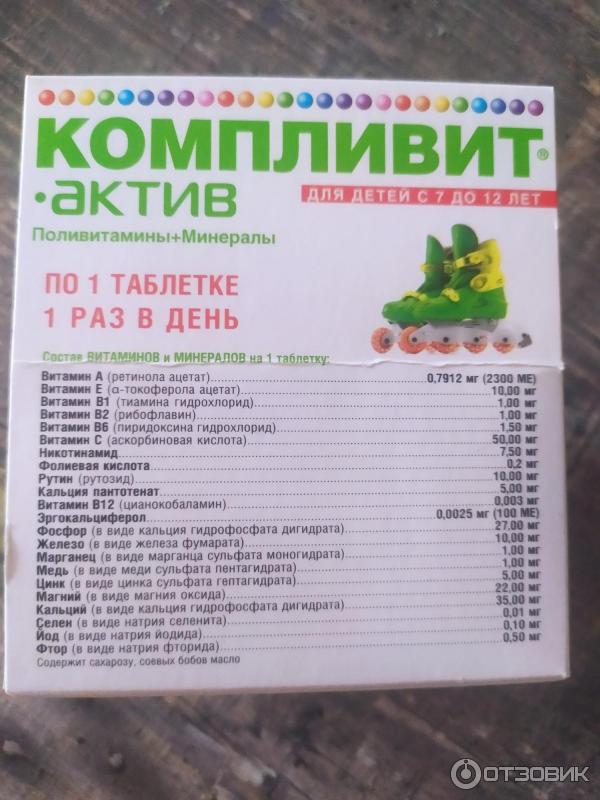 КОМПЛИВИТ®
•АКТИВ
ДЛЯ ДЕТЕЙ С 7 ДО 12 ЛЕТ
Поливитамины+Минералы
ПО 1 ТАБЛЕТКЕ
1 РАЗ В ДЕНЬ
Состав ВИТАМИНОВ и МИНЕРАЛОВ на 1 таблетку:
Витамин А (ретинола ацетат) 0,7912 мг (2300 МЕ)
Витамин Е (α-токоферола ацетат) 10,00 мг
Витамин В1 (тиамина гидрохлорид) 1,00 мг
Витамин В2 (рибофлавин) 1,00 мг
Витамин В6 (пиридоксина гидрохлорид) 1,50 мг
Витамин С (аскорбиновая кислота) 50,00 мг
Никотинамид 7,50 мг
Фолиевая кислота 0,2 мг
Рутин (рутозид) 10,00 мг
Кальция пантотенат 5,00 мг
Витамин В12 (цианокобаламин) 0,003 мг
Эргокальциферол 0,0025 мг (100 МЕ)
Фосфор (в виде кальция гидрофосфата дигидрата) 27,00 мг
Железо (в виде железа фумарата) 10,00 мг
Марганец (в виде марганца сульфата моногидрата) 1,00 мг
Медь (в виде меди сульфата пентагидрата) 1,00 мг
Цинк (в виде цинка сульфата гептагидрата) 5,00 мг
Магний (в виде магния оксида) 22,00 мг
Кальций (в виде кальция гидрофосфата дигидрата) 35,00 мг
Селен (в виде натрия селенита) 0,01 мг
Йод (в виде натрия йодида) 0,10 мг
Фтор (в виде натрия фторида) 0,50 мг
Содержит сахарозу, соевых бобов масло
ОТЗОВИК